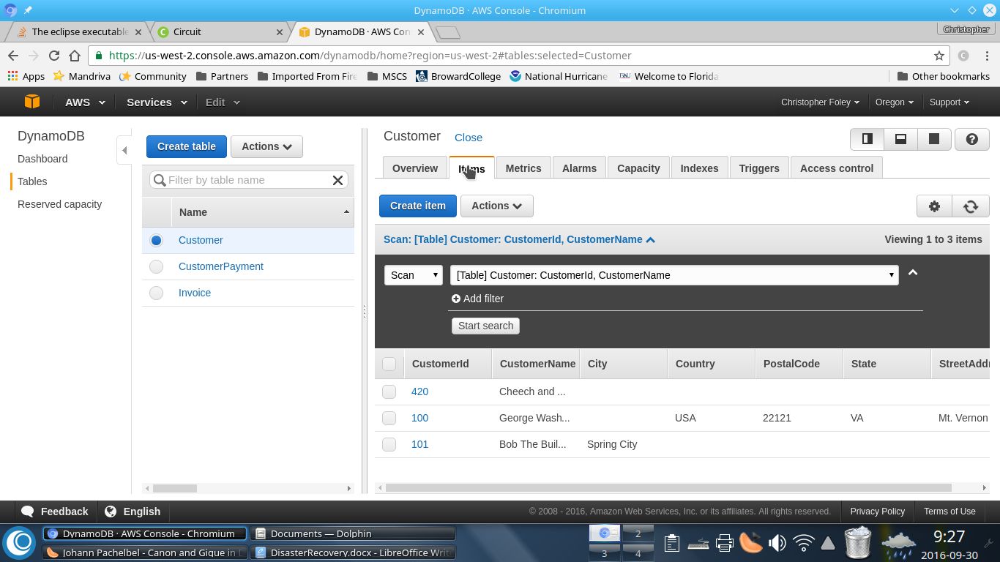 DynamoDB · AWS Console - Chromium
The eclipse executable
Circuit
DynamoDB · AWS Con
Christopher
https://us-west-2.console.aws.amazon.com/dynamodb/home?region=us-west-2#tables:selected=Customer
Apps Mandriva Community Partners Imported From Fire MSCS BrowardCollege National Hurricane Welcome to Florida Other bookmarks
AWS Services Edit Christopher Foley Oregon Support
DynamoDB
Dashboard
Tables
Reserved capacity
Create table Actions
Filter by table name
Name
Customer
CustomerPayment
Invoice
Customer Close
Overview Items Metrics Alarms Capacity Indexes Triggers Access control
Create item Actions
Scan: [Table] Customer: CustomerId, CustomerName Viewing 1 to 3 items
Scan [Table] Customer: CustomerId, CustomerName
Add filter
Start search
CustomerId CustomerName City Country PostalCode State StreetAddr
420 Cheech and ...
100 George Wash... USA 22121 VA Mt. Vernon
101 Bob The Buil... Spring City
Feedback English © 2008 - 2016, Amazon Web Services, Inc. or its affiliates. All rights reserved. Privacy Policy Terms of Use
DynamoDB · AWS Console - Chromium Documents — Dolphin
Johann Pachelbel - Canon and Gigue in D DisasterRecovery.docx - LibreOffice Writ
2
3 4
9:27
2016-09-30